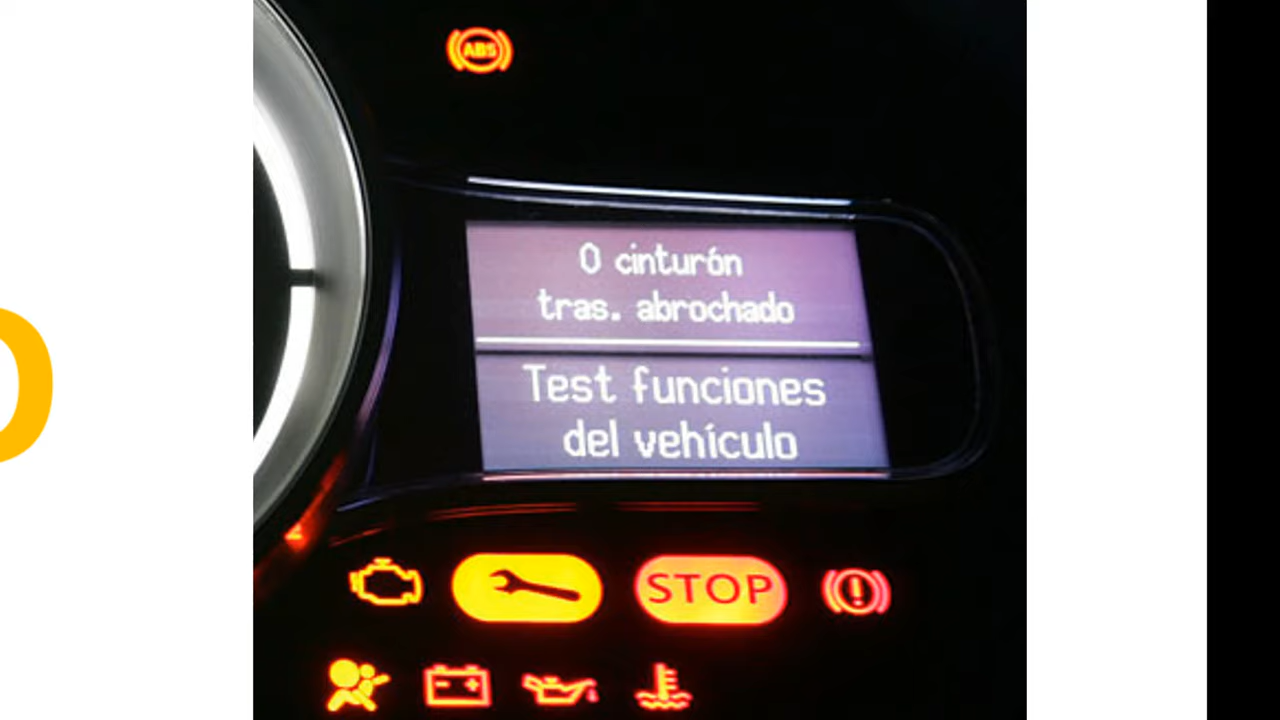 ABS
0 cinturón
tras. abrochado
Test funciones
del vehículo
STOP